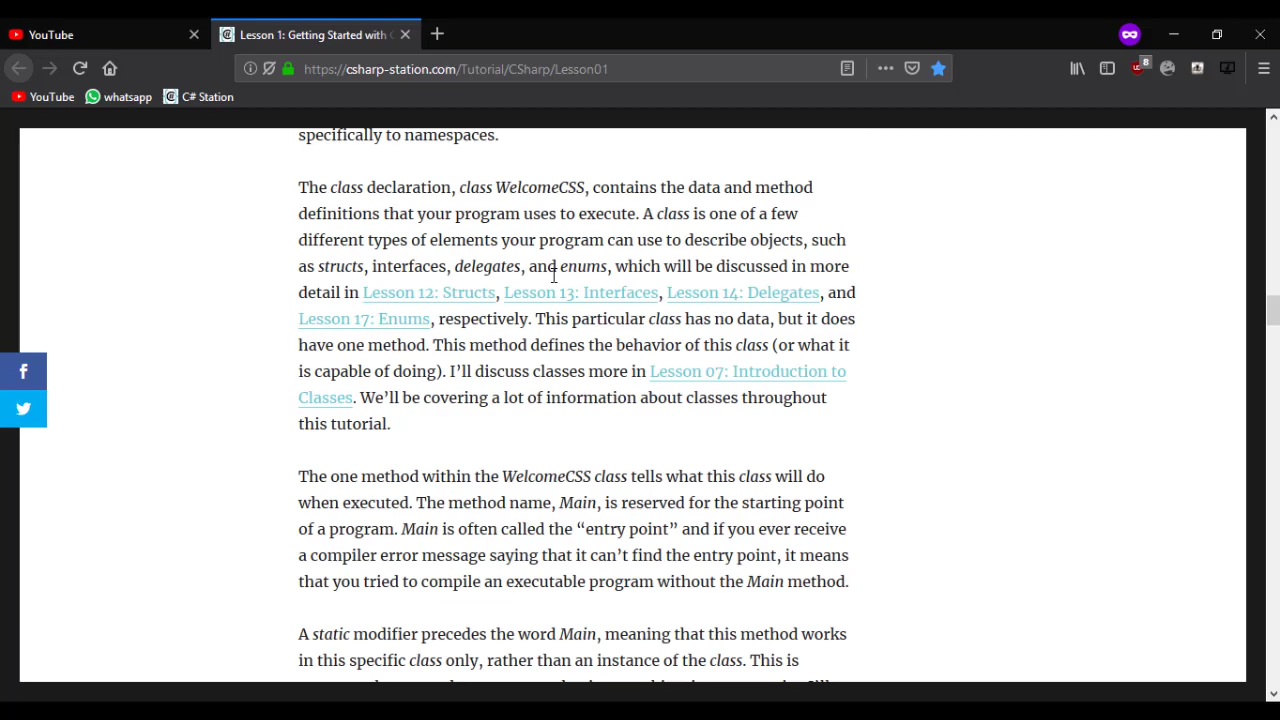 YouTube
Lesson 1: Getting Started with C
https://csharp-station.com/Tutorial/CSharp/Lesson01
8
YouTube whatsapp C# Station
specifically to namespaces.
The class declaration, class WelcomeCSS, contains the data and method
definitions that your program uses to execute. A class is one of a few
different types of elements your program can use to describe objects, such
as structs, interfaces, delegates, and enums, which will be discussed in more
detail in Lesson 12: Structs, Lesson 13: Interfaces, Lesson 14: Delegates, and
Lesson 17: Enums, respectively. This particular class has no data, but it does
have one method. This method defines the behavior of this class (or what it
is capable of doing). I’ll discuss classes more in Lesson 07: Introduction to
Classes. We’ll be covering a lot of information about classes throughout
this tutorial.
The one method within the WelcomeCSS class tells what this class will do
when executed. The method name, Main, is reserved for the starting point
of a program. Main is often called the “entry point” and if you ever receive
a compiler error message saying that it can’t find the entry point, it means
that you tried to compile an executable program without the Main method.
A static modifier precedes the word Main, meaning that this method works
in this specific class only, rather than an instance of the class. This is